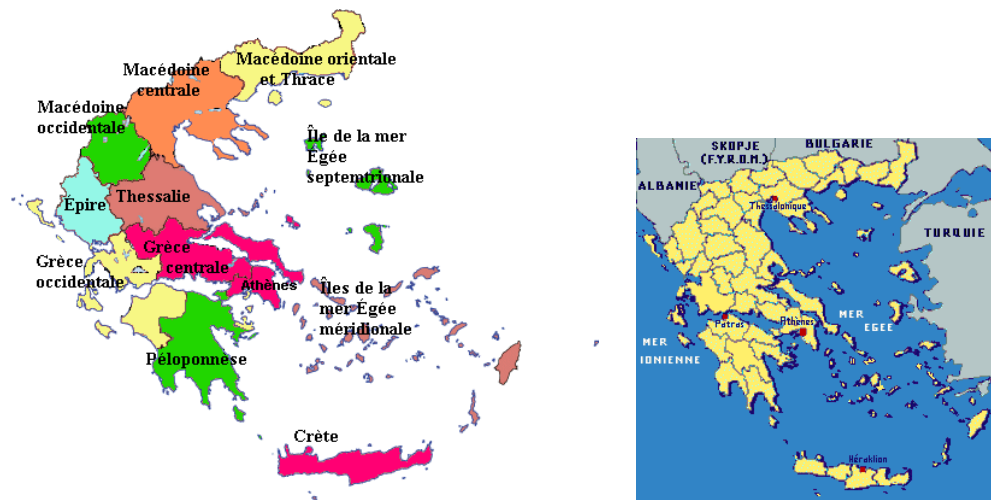 Macédoine orientale
et Thrace
Macédoine
centrale
Macédoine
occidentale
Île de la mer
Égée
septemtrionale
Épire
Thessalie
Grèce
centrale
Grèce
occidentale
Athènes
Îles de la
mer Égée
méridionale
Péloponnèse
Crète
SKOPJE
(F.Y.R.O.M.)
BULGARIE
ALBANIE
Thessalonique
TURQUIE
Patras
Athènes
MER
EGEE
MER
IONIENNE
Héraklion